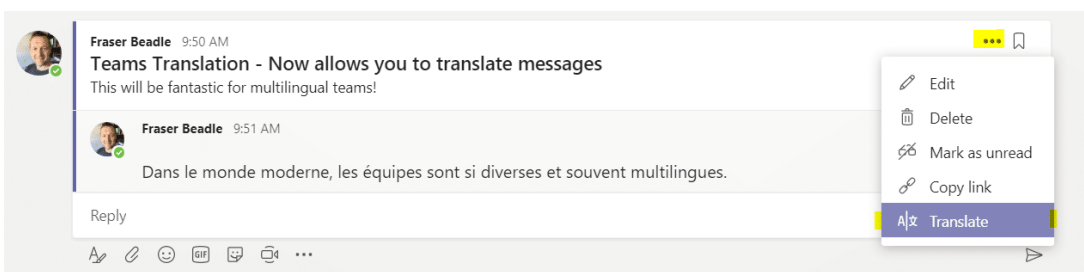 Fraser Beadle 9:50 AM
Teams Translation - Now allows you to translate messages
This will be fantastic for multilingual teams!
Fraser Beadle 9:51 AM
Dans le monde moderne, les équipes sont si diverses et souvent multilingues.
Reply
GIF
Edit
Delete
Mark as unread
Copy link
Translate